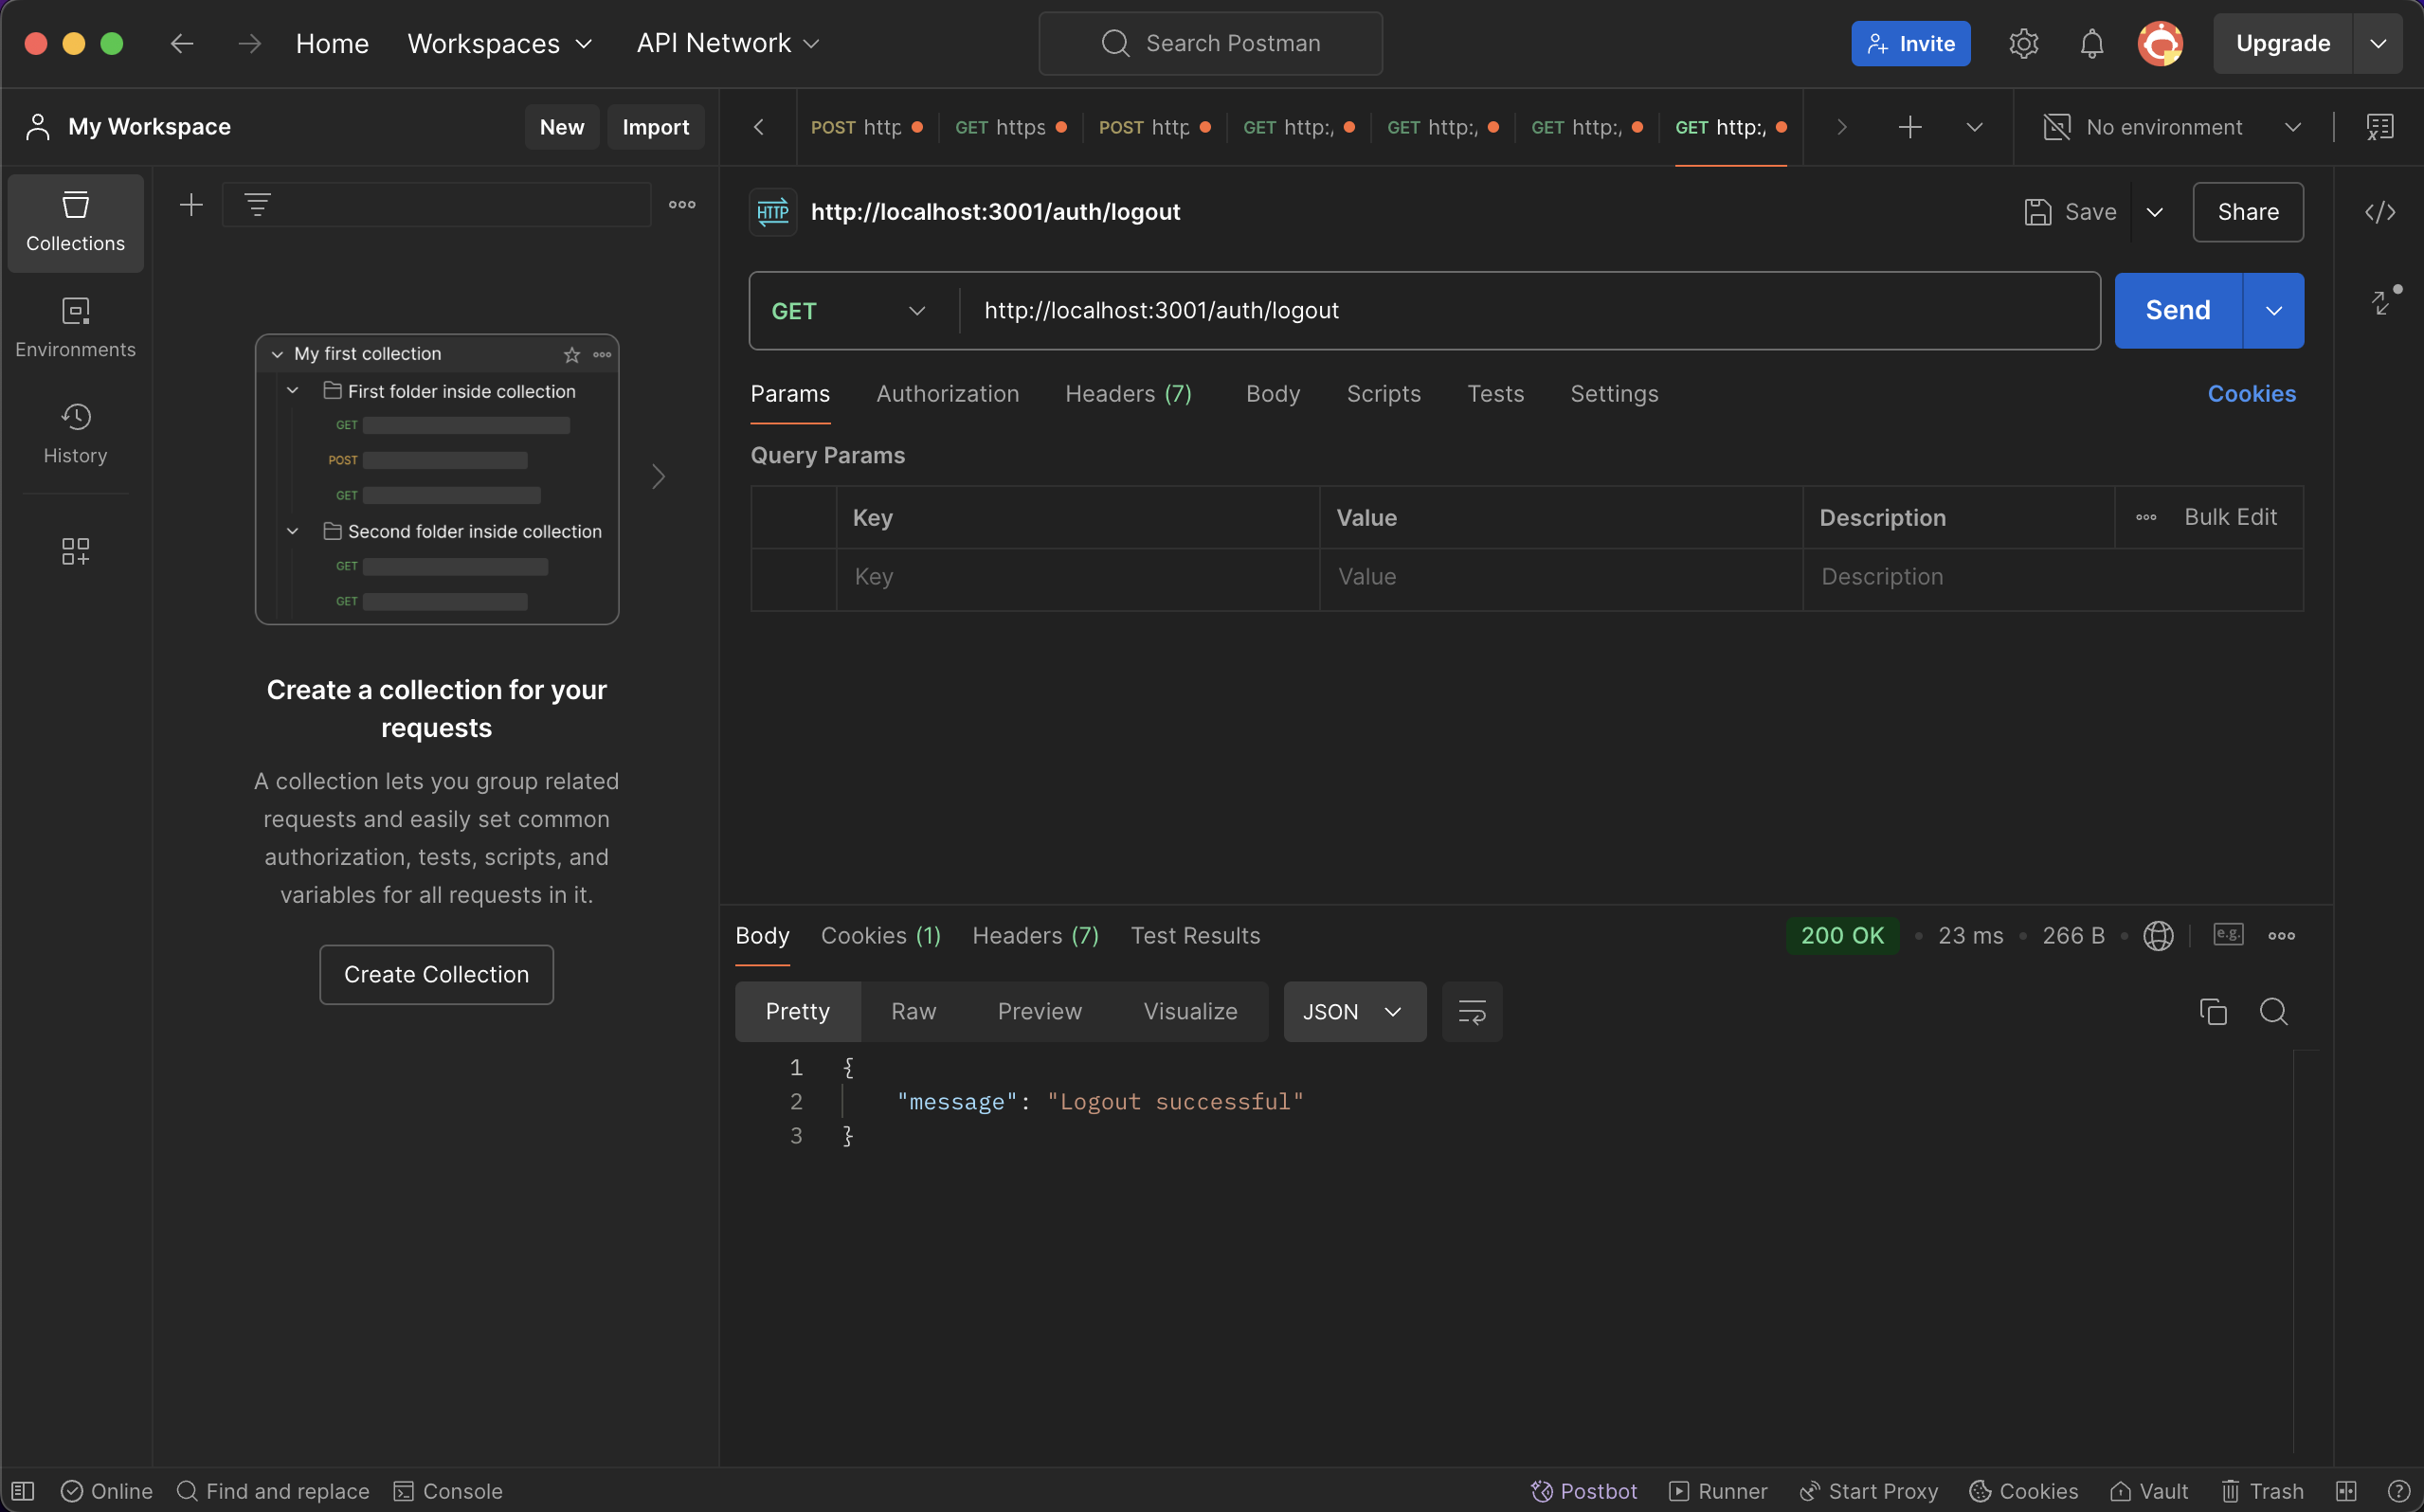 Home Workspaces API Network Search Postman Invite Upgrade
My Workspace New Import POST http GET https POST http GET http:/ GET http:/ GET http:/ GET http:/ No environment
Collections
Environments
History
My first collection
First folder inside collection
GET
POST
GET
Second folder inside collection
GET
GET
Create a collection for your
requests
A collection lets you group related
requests and easily set common
authorization, tests, scripts, and
variables for all requests in it.
Create Collection
HTTP http://localhost:3001/auth/logout Save Share
GET http://localhost:3001/auth/logout Send
Params Authorization Headers (7) Body Scripts Tests Settings Cookies
Query Params
Key Value Description Bulk Edit
Key Value Description
Body Cookies (1) Headers (7) Test Results 200 OK • 23 ms • 266 B • e.g.
Pretty Raw Preview Visualize JSON
1 {
2 "message": "Logout successful"
3 }
Online Find and replace Console Postbot Runner Start Proxy Cookies Vault Trash